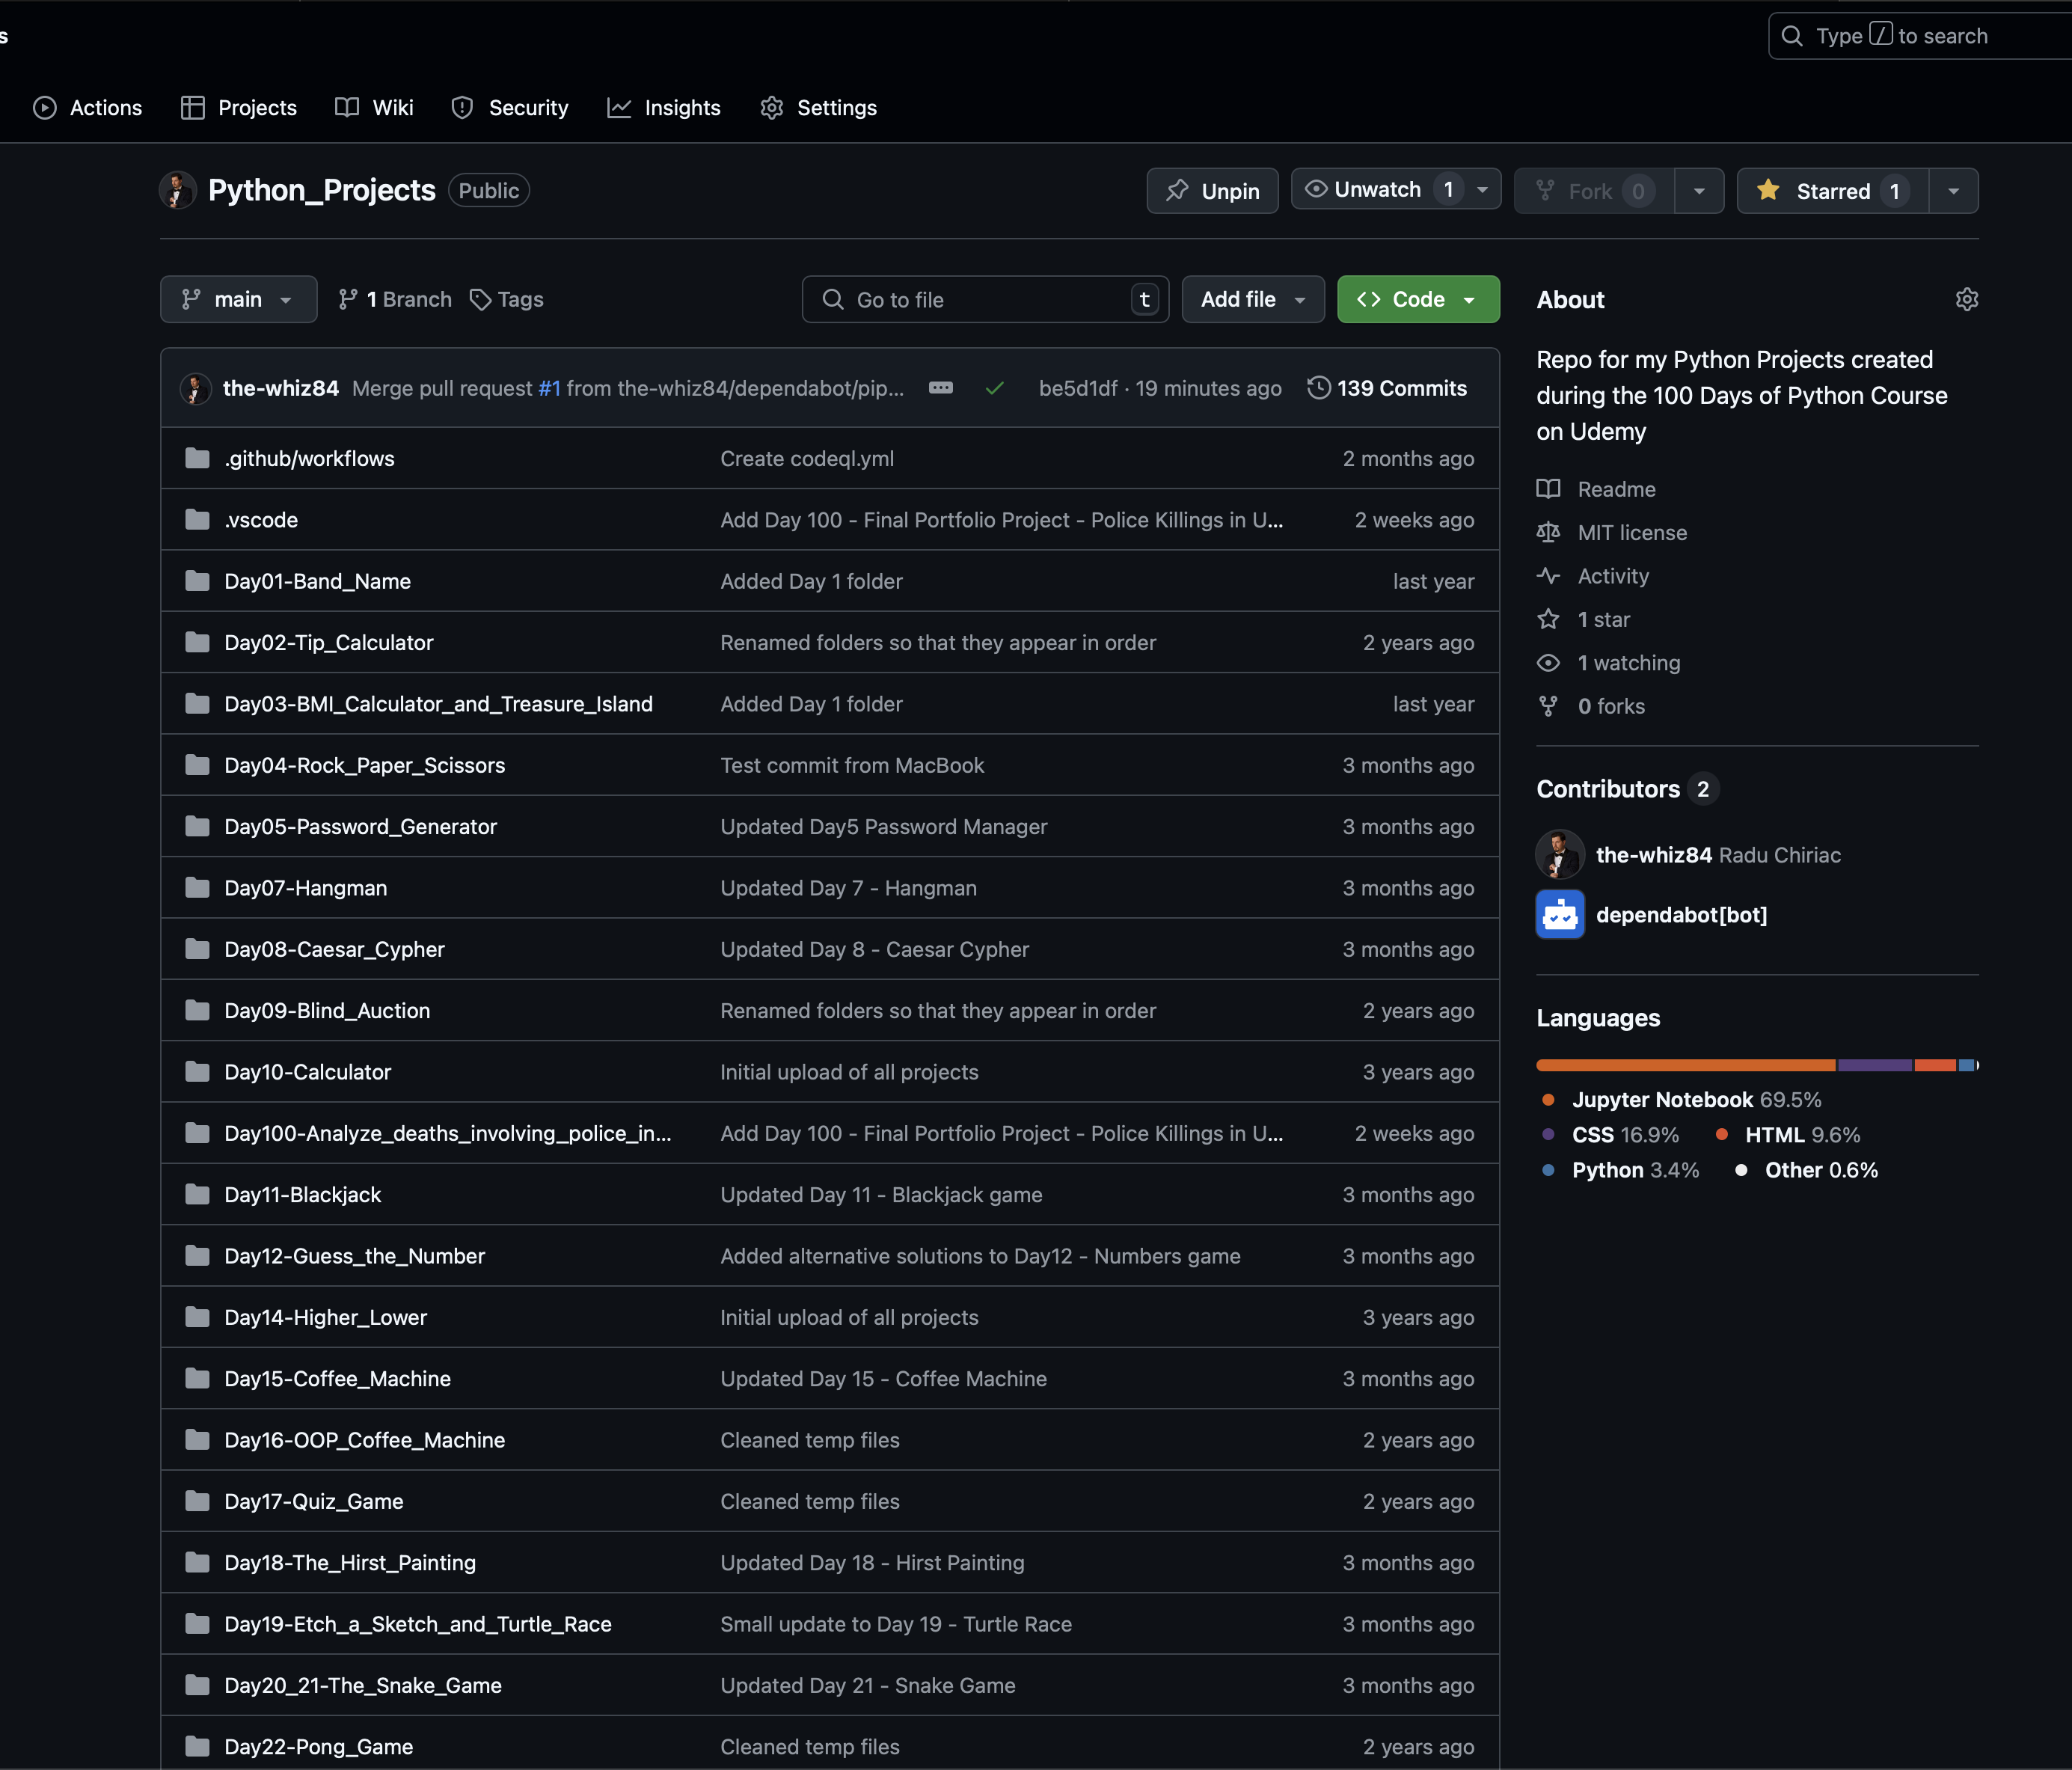 s
Type / to search
Actions Projects Wiki Security Insights Settings
Python_Projects Public Unpin Unwatch 1 Fork 0 Starred 1
main 1 Branch Tags Go to file t Add file Code
the-whiz84 Merge pull request #1 from the-whiz84/dependabot/pip... be5d1df · 19 minutes ago 139 Commits
.github/workflows Create codeql.yml 2 months ago
.vscode Add Day 100 - Final Portfolio Project - Police Killings in U... 2 weeks ago
Day01-Band_Name Added Day 1 folder last year
Day02-Tip_Calculator Renamed folders so that they appear in order 2 years ago
Day03-BMI_Calculator_and_Treasure_Island Added Day 1 folder last year
Day04-Rock_Paper_Scissors Test commit from MacBook 3 months ago
Day05-Password_Generator Updated Day5 Password Manager 3 months ago
Day07-Hangman Updated Day 7 - Hangman 3 months ago
Day08-Caesar_Cypher Updated Day 8 - Caesar Cypher 3 months ago
Day09-Blind_Auction Renamed folders so that they appear in order 2 years ago
Day10-Calculator Initial upload of all projects 3 years ago
Day100-Analyze_deaths_involving_police_in... Add Day 100 - Final Portfolio Project - Police Killings in U... 2 weeks ago
Day11-Blackjack Updated Day 11 - Blackjack game 3 months ago
Day12-Guess_the_Number Added alternative solutions to Day12 - Numbers game 3 months ago
Day14-Higher_Lower Initial upload of all projects 3 years ago
Day15-Coffee_Machine Updated Day 15 - Coffee Machine 3 months ago
Day16-OOP_Coffee_Machine Cleaned temp files 2 years ago
Day17-Quiz_Game Cleaned temp files 2 years ago
Day18-The_Hirst_Painting Updated Day 18 - Hirst Painting 3 months ago
Day19-Etch_a_Sketch_and_Turtle_Race Small update to Day 19 - Turtle Race 3 months ago
Day20_21-The_Snake_Game Updated Day 21 - Snake Game 3 months ago
Day22-Pong_Game Cleaned temp files 2 years ago
About
Repo for my Python Projects created
during the 100 Days of Python Course
on Udemy
Readme
MIT license
Activity
1 star
1 watching
0 forks
Contributors 2
the-whiz84 Radu Chiriac
dependabot[bot]
Languages
Jupyter Notebook 69.5%
CSS 16.9% HTML 9.6%
Python 3.4% Other 0.6%